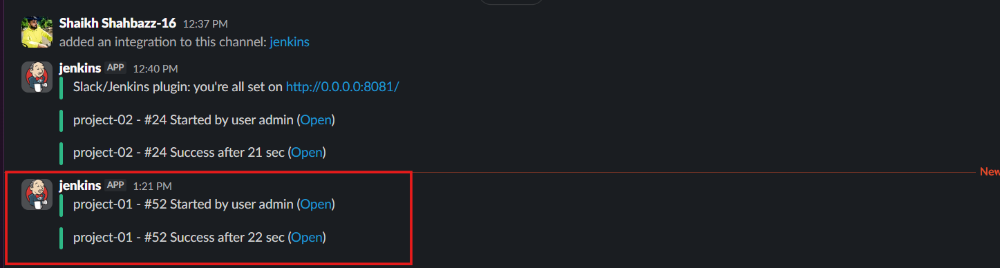 Shaikh Shahbazz-16 12:37 PM
added an integration to this channel: jenkins
jenkins APP 12:40 PM
Slack/Jenkins plugin: you're all set on http://0.0.0.0:8081/
project-02 - #24 Started by user admin (Open)
project-02 - #24 Success after 21 sec (Open)
New
jenkins APP 1:21 PM
project-01 - #52 Started by user admin (Open)
project-01 - #52 Success after 22 sec (Open)